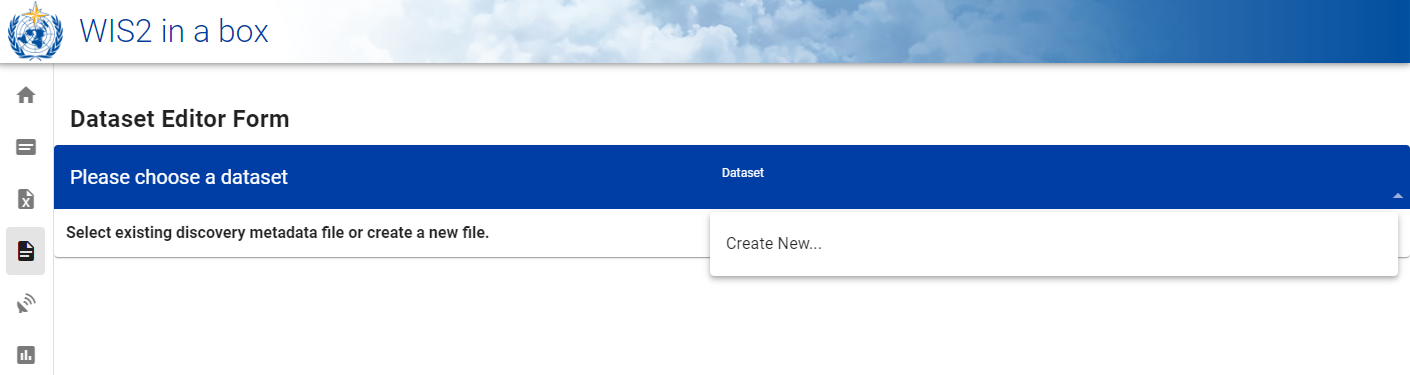 WIS2 in a box
Dataset Editor Form
Please choose a dataset
Dataset
Select existing discovery metadata file or create a new file.
Create New...